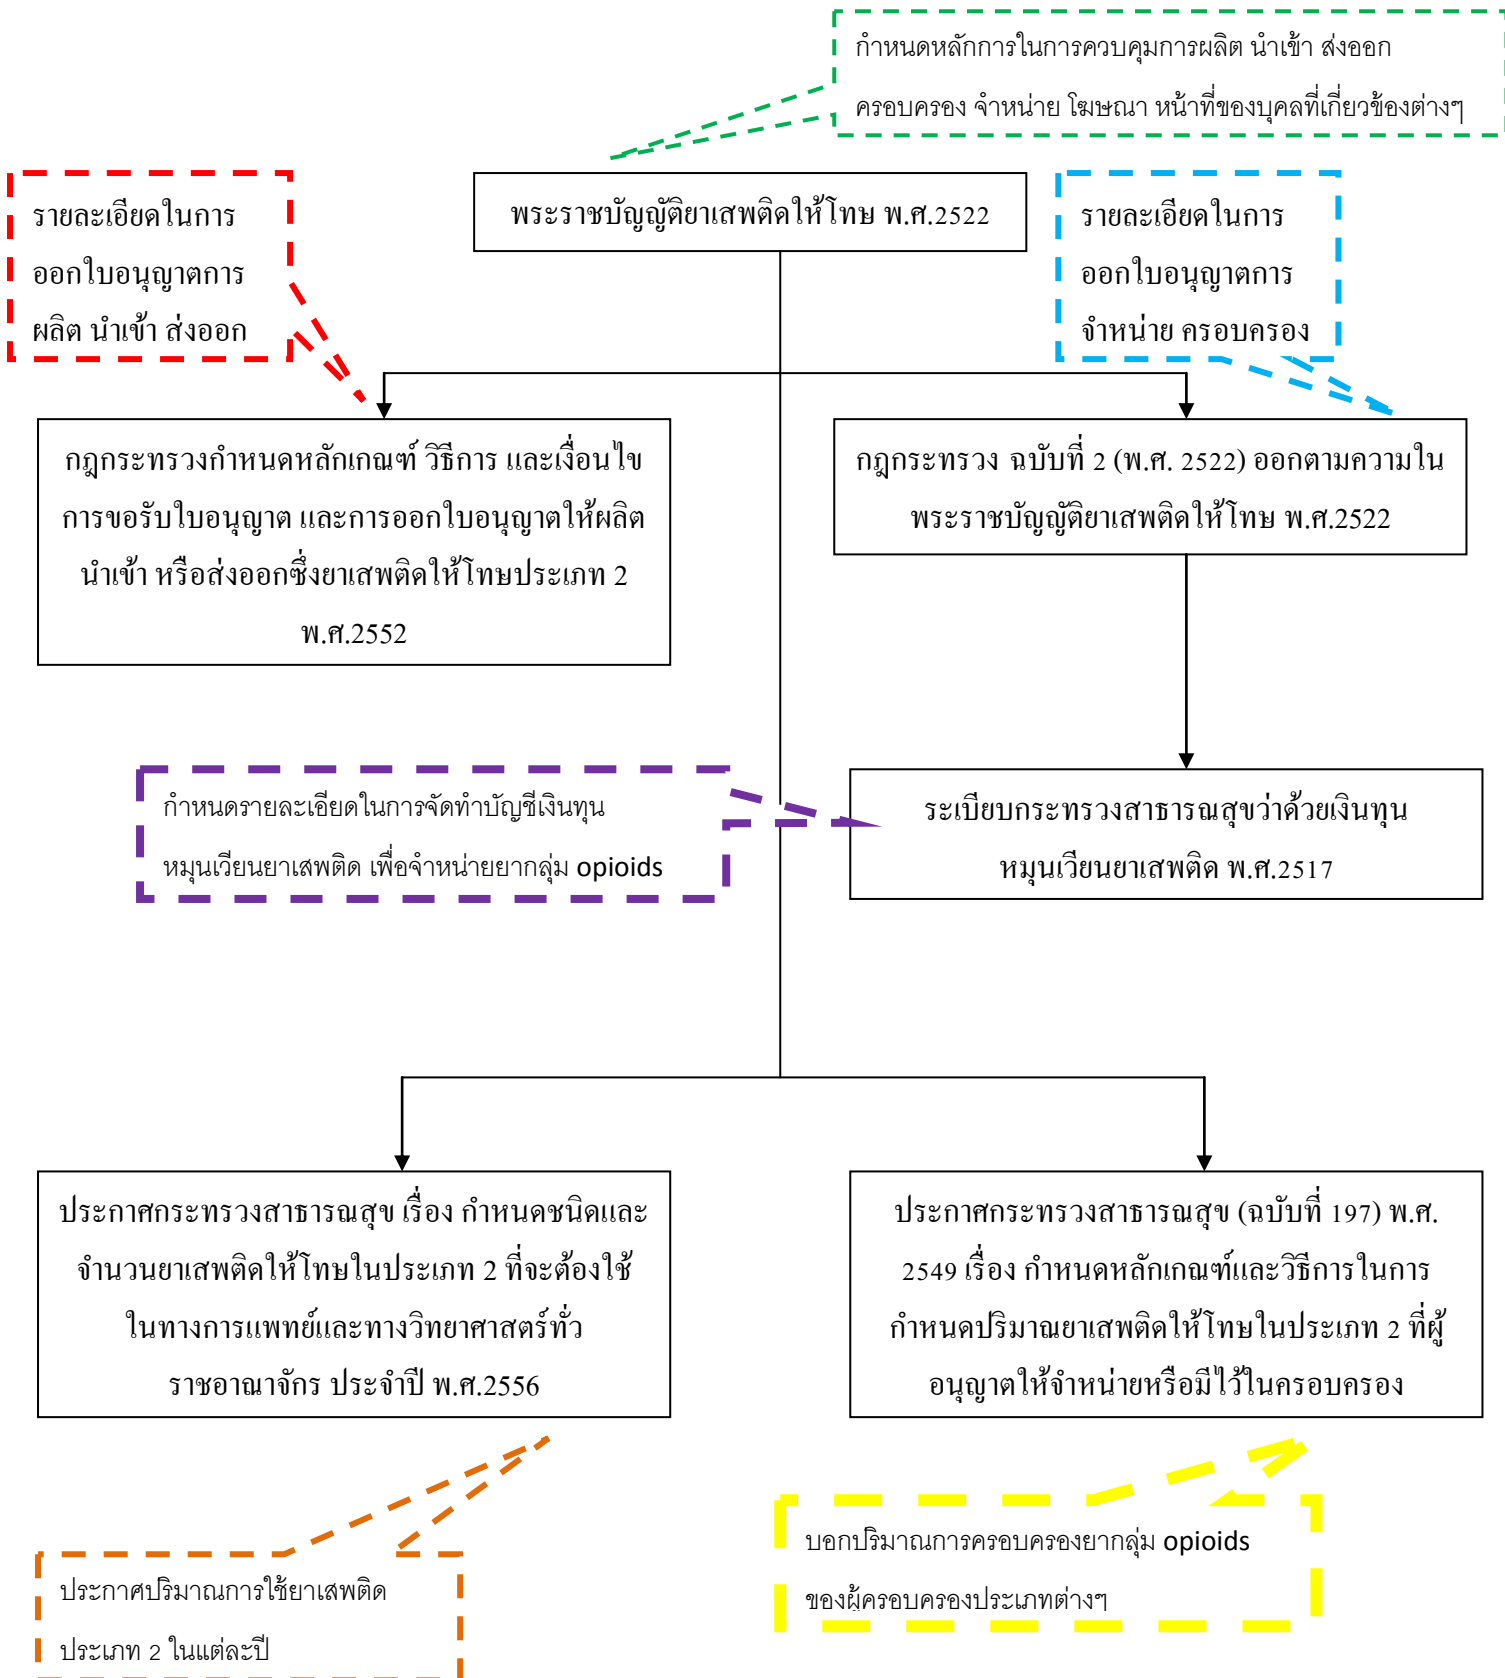 กำหนดหลักการในการควบคุมการผลิต นำเข้า ส่งออก
ครอบครอง จำหน่าย โฆษณา หน้าที่ของบุคลที่เกี่ยวข้องต่างๆ
รายละเอียดในการ
ออกใบอนุญาตการ
ผลิต นำเข้า ส่งออก
พระราชบัญญัติยาเสพติดให้โทษ พ.ศ.2522
รายละเอียดในการ
ออกใบอนุญาตการ
จำหน่าย ครอบครอง
กฎกระทรวงกำหนดหลักเกณฑ์ วิธีการ และเงื่อนไข
การขอรับใบอนุญาต และการออกใบอนุญาตให้ผลิต
นำเข้า หรือส่งออกซึ่งยาเสพติดให้โทษประเภท 2
พ.ศ.2552
กฎกระทรวง ฉบับที่ 2 (พ.ศ. 2522) ออกตามความใน
พระราชบัญญัติยาเสพติดให้โทษ พ.ศ.2522
กำหนดรายละเอียดในการจัดทำบัญชีเงินทุน
หมุนเวียนยาเสพติด เพื่อจำหน่ายยากลุ่ม opioids
ระเบียบกระทรวงสาธารณสุขว่าด้วยเงินทุน
หมุนเวียนยาเสพติด พ.ศ.2517
ประกาศกระทรวงสาธารณสุข เรื่อง กำหนดชนิดและ
จำนวนยาเสพติดให้โทษในประเภท 2 ที่จะต้องใช้
ในทางการแพทย์และทางวิทยาศาสตร์ทั่ว
ราชอาณาจักร ประจำปี พ.ศ.2556
ประกาศกระทรวงสาธารณสุข (ฉบับที่ 197) พ.ศ.
2549 เรื่อง กำหนดหลักเกณฑ์และวิธีการในการ
กำหนดปริมาณยาเสพติดให้โทษในประเภท 2 ที่ผู้
อนุญาตให้จำหน่ายหรือมีไว้ในครอบครอง
ประกาศปริมาณการใช้ยาเสพติด
ประเภท 2 ในแต่ละปี
บอกปริมาณการครอบครองยากลุ่ม opioids
ของผู้ครอบครองประเภทต่างๆ